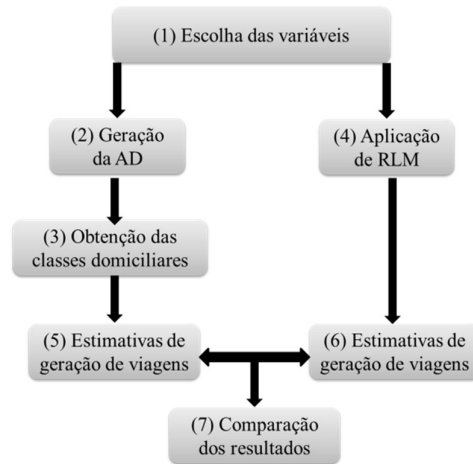 (1) Escolha das variáveis
(2) Geração
da AD
(4) Aplicação
de RLM
(3) Obtenção das
classes domiciliares
(5) Estimativas de
geração de viagens
(6) Estimativas de
geração de viagens
(7) Comparação
dos resultados